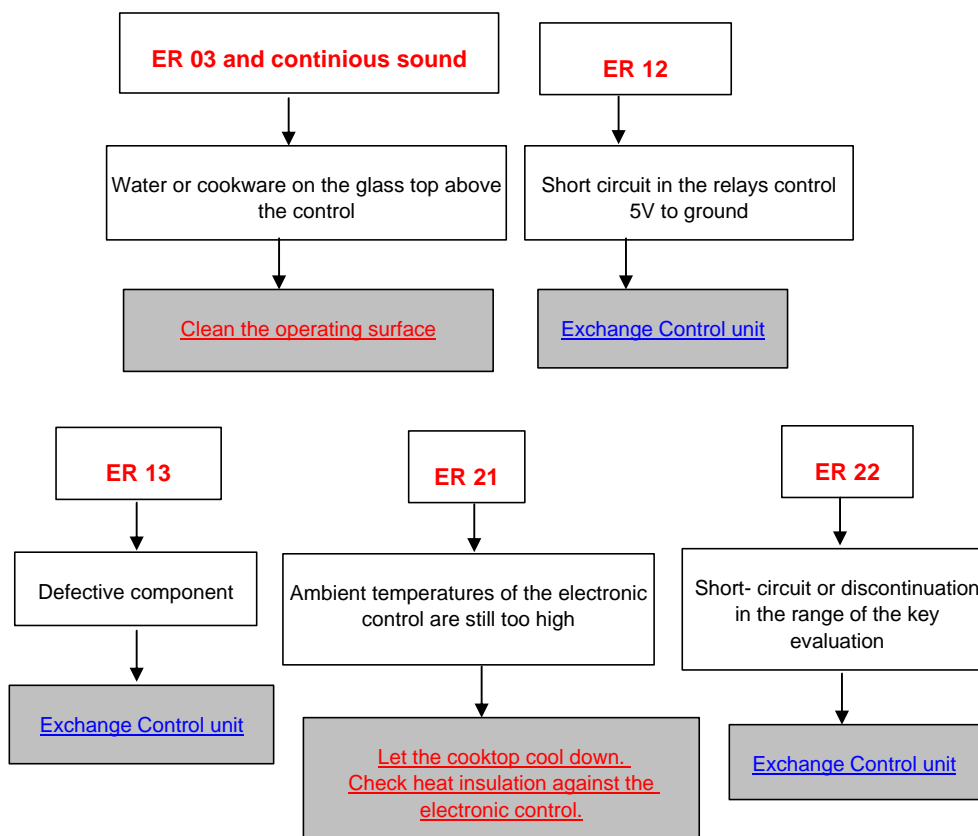 ER 03 and continious sound
Water or cookware on the glass top above
the control
Clean the operating surface
ER 12
Short circuit in the relays control
5V to ground
Exchange Control unit
ER 13
Defective component
Exchange Control unit
ER 21
Ambient temperatures of the electronic
control are still too high
Let the cooktop cool down.
Check heat insulation against the
electronic control.
ER 22
Short- circuit or discontinuation
in the range of the key
evaluation
Exchange Control unit